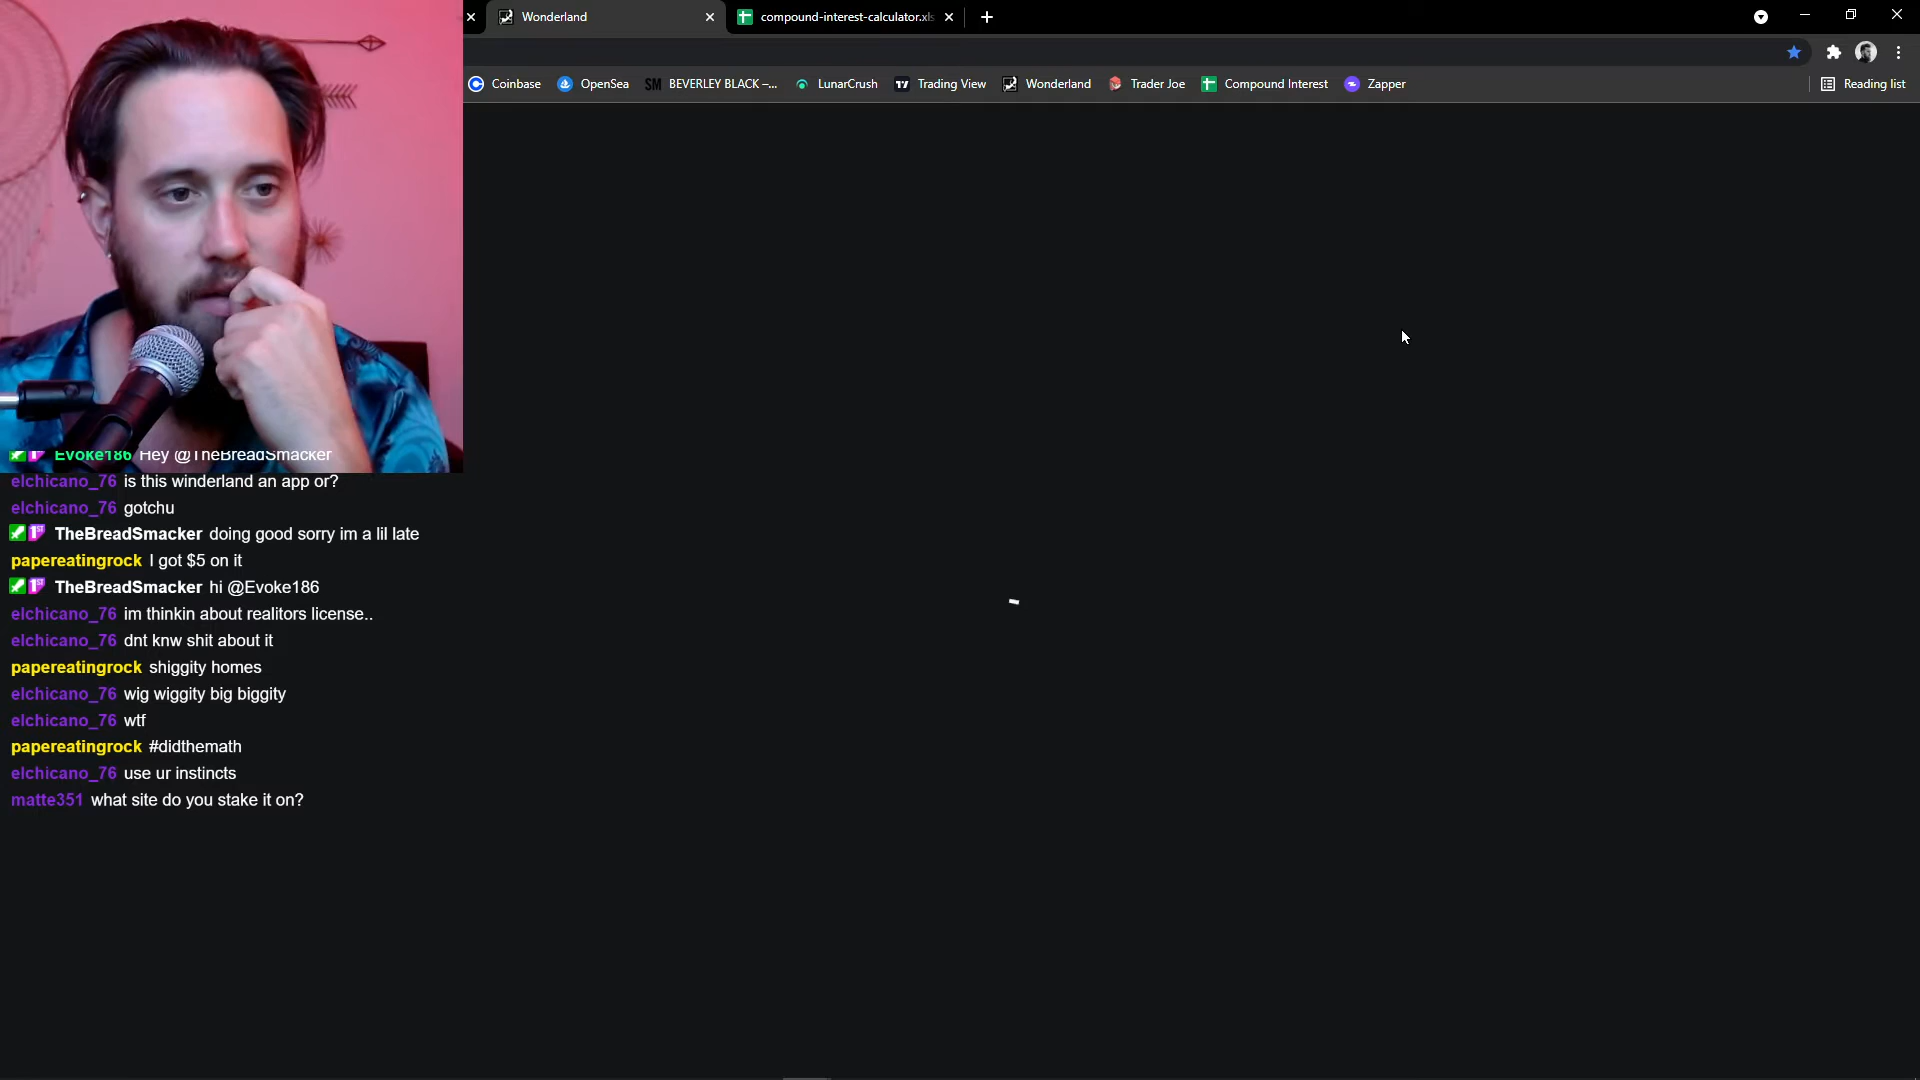 Wonderland
compound-interest-calculator.xls
Coinbase OpenSea SM BEVERLEY BLACK –... LunarCrush Trading View Wonderland Trader Joe Compound Interest Zapper Reading list
Evoke186 Hey @TheBreadSmacker
elchicano_76 is this winderland an app or?
elchicano_76 gotchu
TheBreadSmacker doing good sorry im a lil late
papereatingrock I got $5 on it
TheBreadSmacker hi @Evoke186
elchicano_76 im thinkin about realitors license..
elchicano_76 dnt knw shit about it
papereatingrock shiggity homes
elchicano_76 wig wiggity big biggity
elchicano_76 wtf
papereatingrock #didthemath
elchicano_76 use ur instincts
matte351 what site do you stake it on?